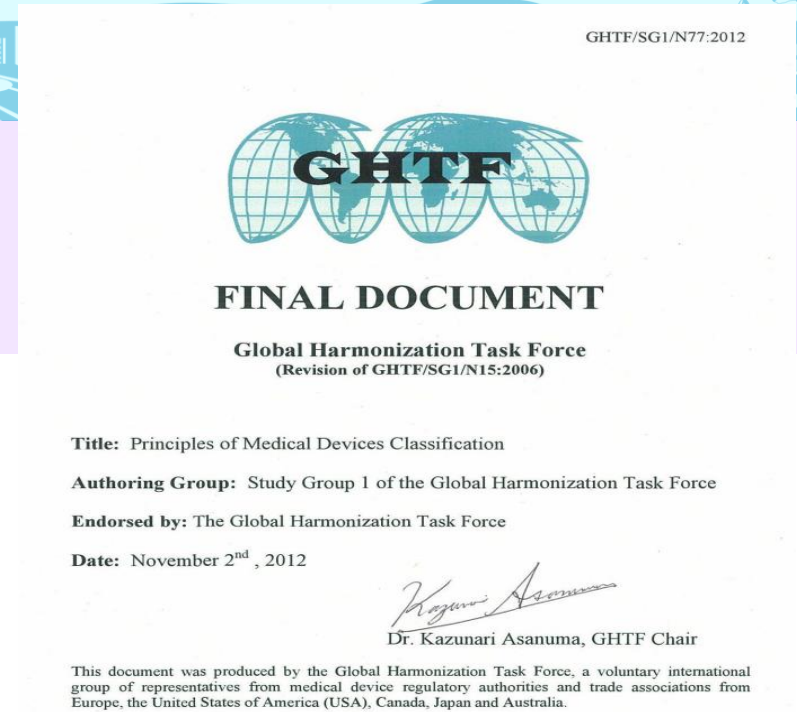 GHTF/SG1/N77:2012
GHTF
FINAL DOCUMENT
Global Harmonization Task Force
(Revision of GHTF/SG1/N15:2006)
Title: Principles of Medical Devices Classification
Authoring Group: Study Group 1 of the Global Harmonization Task Force
Endorsed by: The Global Harmonization Task Force
Date: November 2nd , 2012
Kazunari Asanuma
Dr. Kazunari Asanuma, GHTF Chair
This document was produced by the Global Harmonization Task Force, a voluntary international
group of representatives from medical device regulatory authorities and trade associations from
Europe, the United States of America (USA), Canada, Japan and Australia.